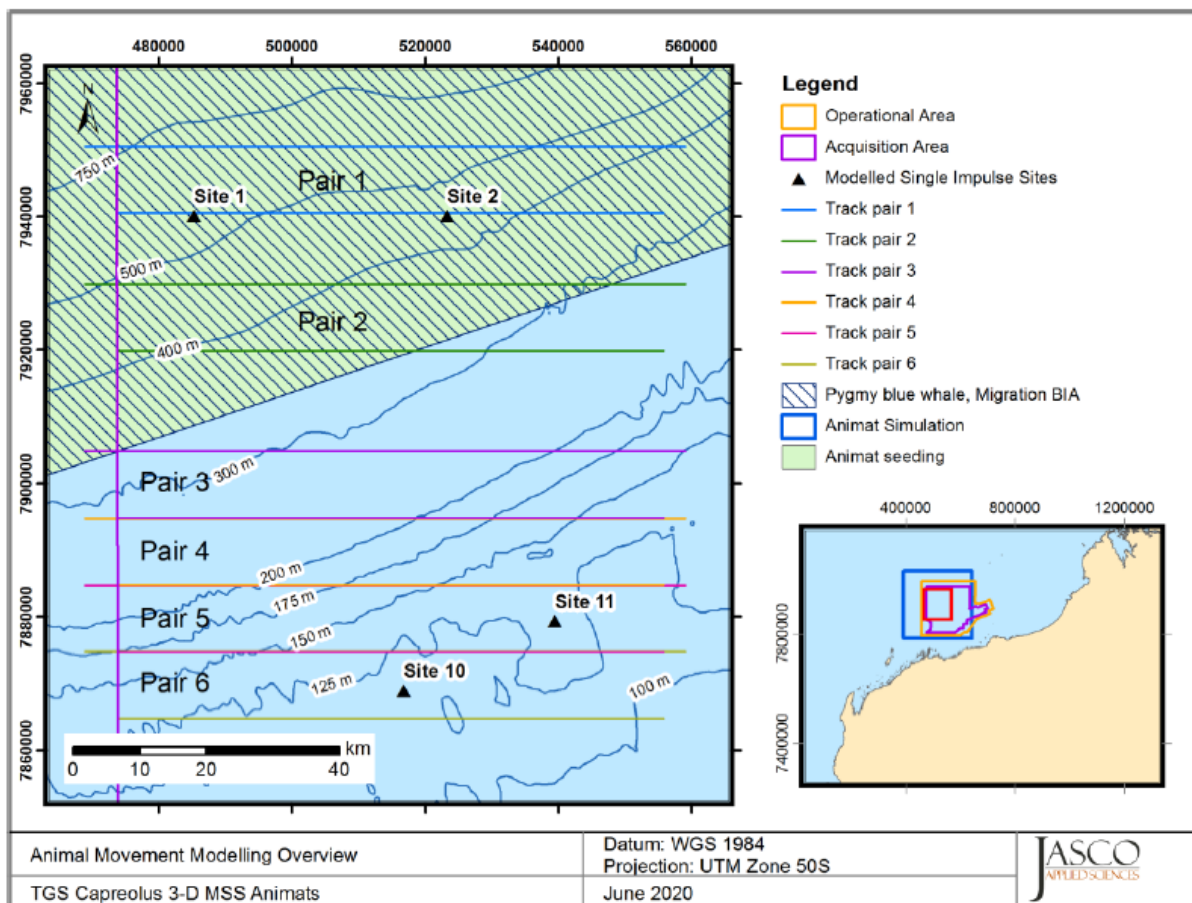 480000 500000 520000 540000 560000
7960000
7940000
7920000
7900000
7880000
7860000
N
750 m
Pair 1
Site 1
Site 2
500 m
Pair 2
400 m
Pair 3
300 m
Pair 4
200 m
175 m
Pair 5
Site 11
150 m
Pair 6
Site 10
125 m
100 m
km
0 10 20 40
Legend
Operational Area
Acquisition Area
Modelled Single Impulse Sites
Track pair 1
Track pair 2
Track pair 3
Track pair 4
Track pair 5
Track pair 6
Pygmy blue whale, Migration BIA
Animat Simulation
Animat seeding
400000 800000 1200000
7800000
7400000
Animal Movement Modelling Overview
TGS Capreolus 3-D MSS Animats
Datum: WGS 1984
Projection: UTM Zone 50S
June 2020
JASCO
APPLIED SCIENCES